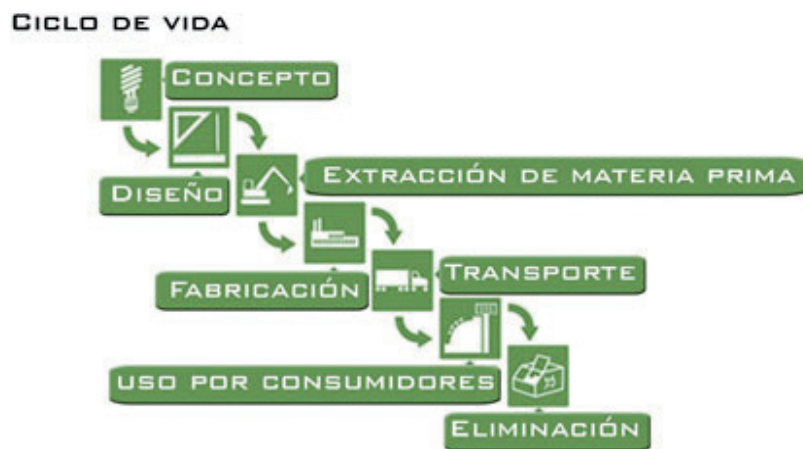 CICLO DE VIDA
CONCEPTO
DISEÑO
EXTRACCIÓN DE MATERIA PRIMA
FABRICACIÓN
TRANSPORTE
USO POR CONSUMIDORES
ELIMINACIÓN